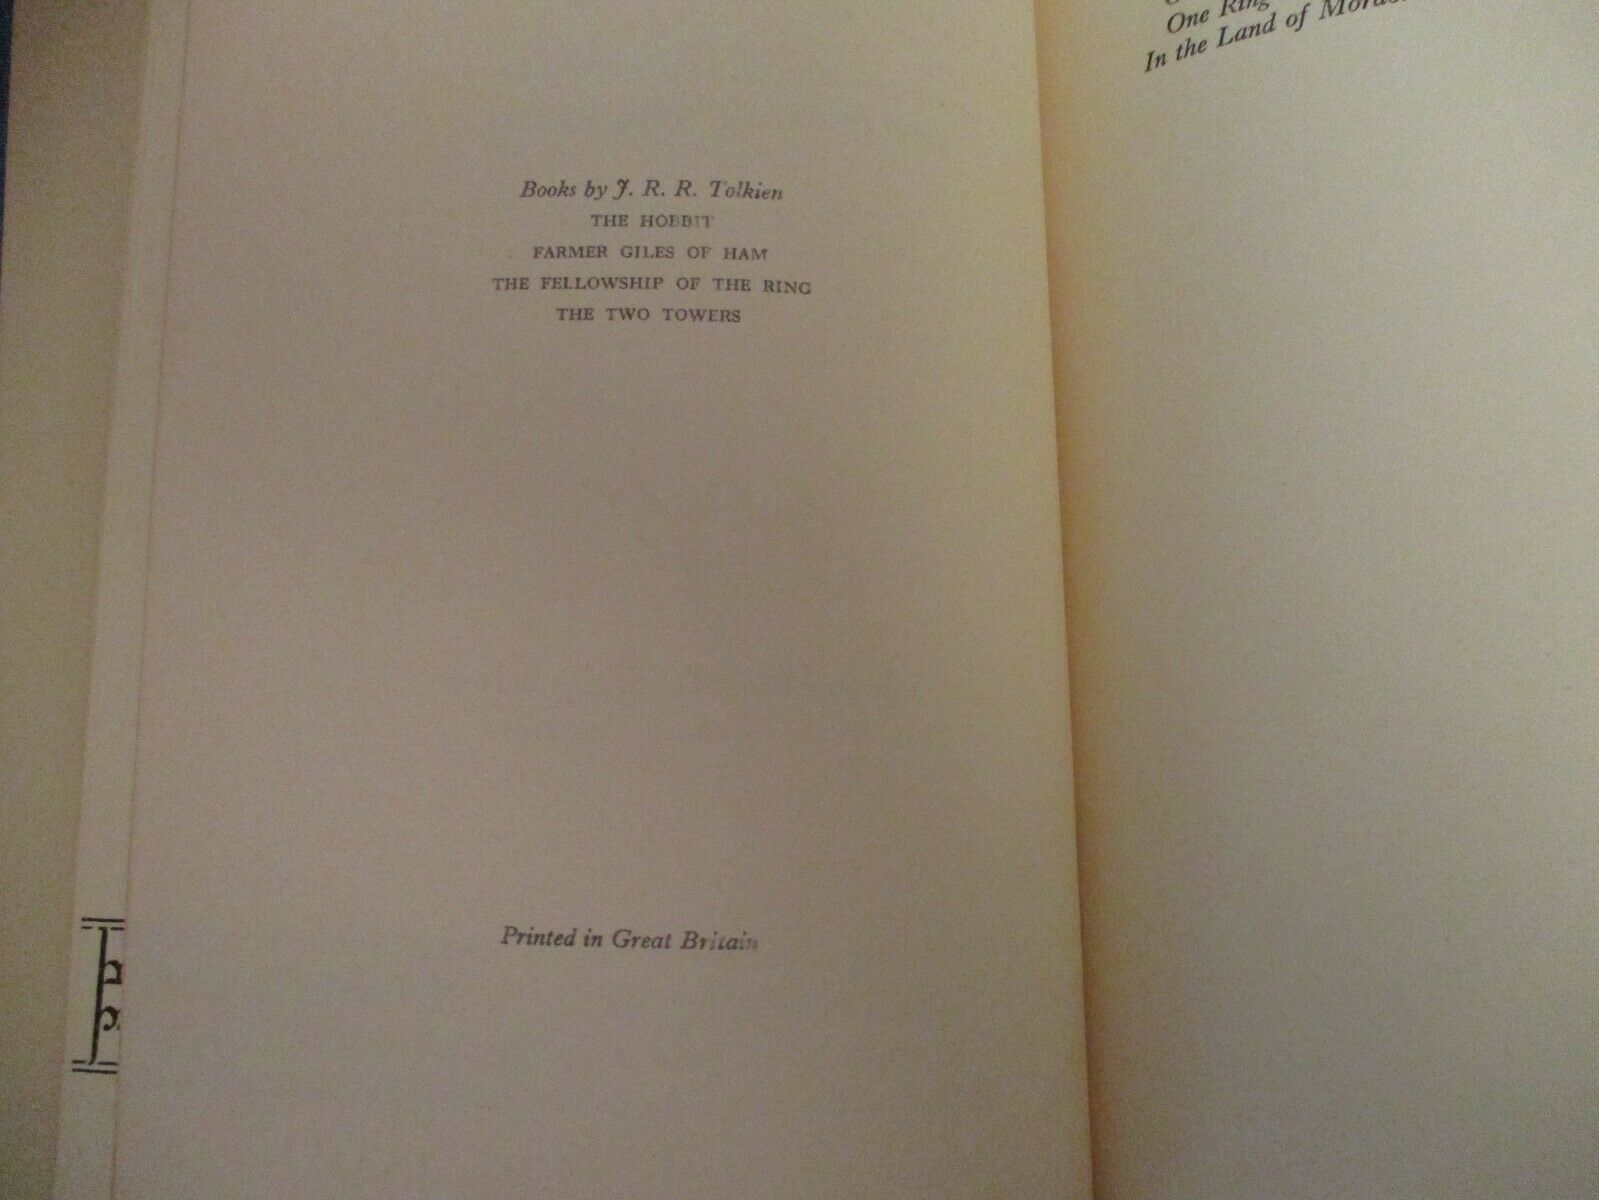 Books by J. R. R. Tolkien
THE HOBBIT
FARMER GILES OF HAM
THE FELLOWSHIP OF THE RING
THE TWO TOWERS
Printed in Great Britain
One Ring
In the Land of Mordor